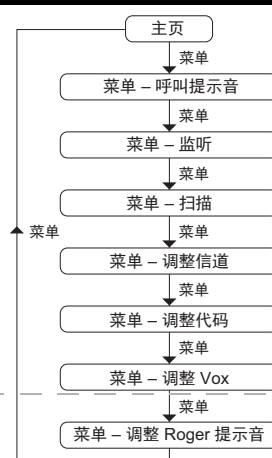 主页
菜单
菜单 – 呼叫提示音
菜单
菜单 – 监听
菜单
菜单 – 扫描
菜单
菜单
菜单 – 调整信道
菜单
菜单 – 调整代码
菜单
菜单 – 调整 Vox
菜单
菜单 – 调整 Roger 提示音